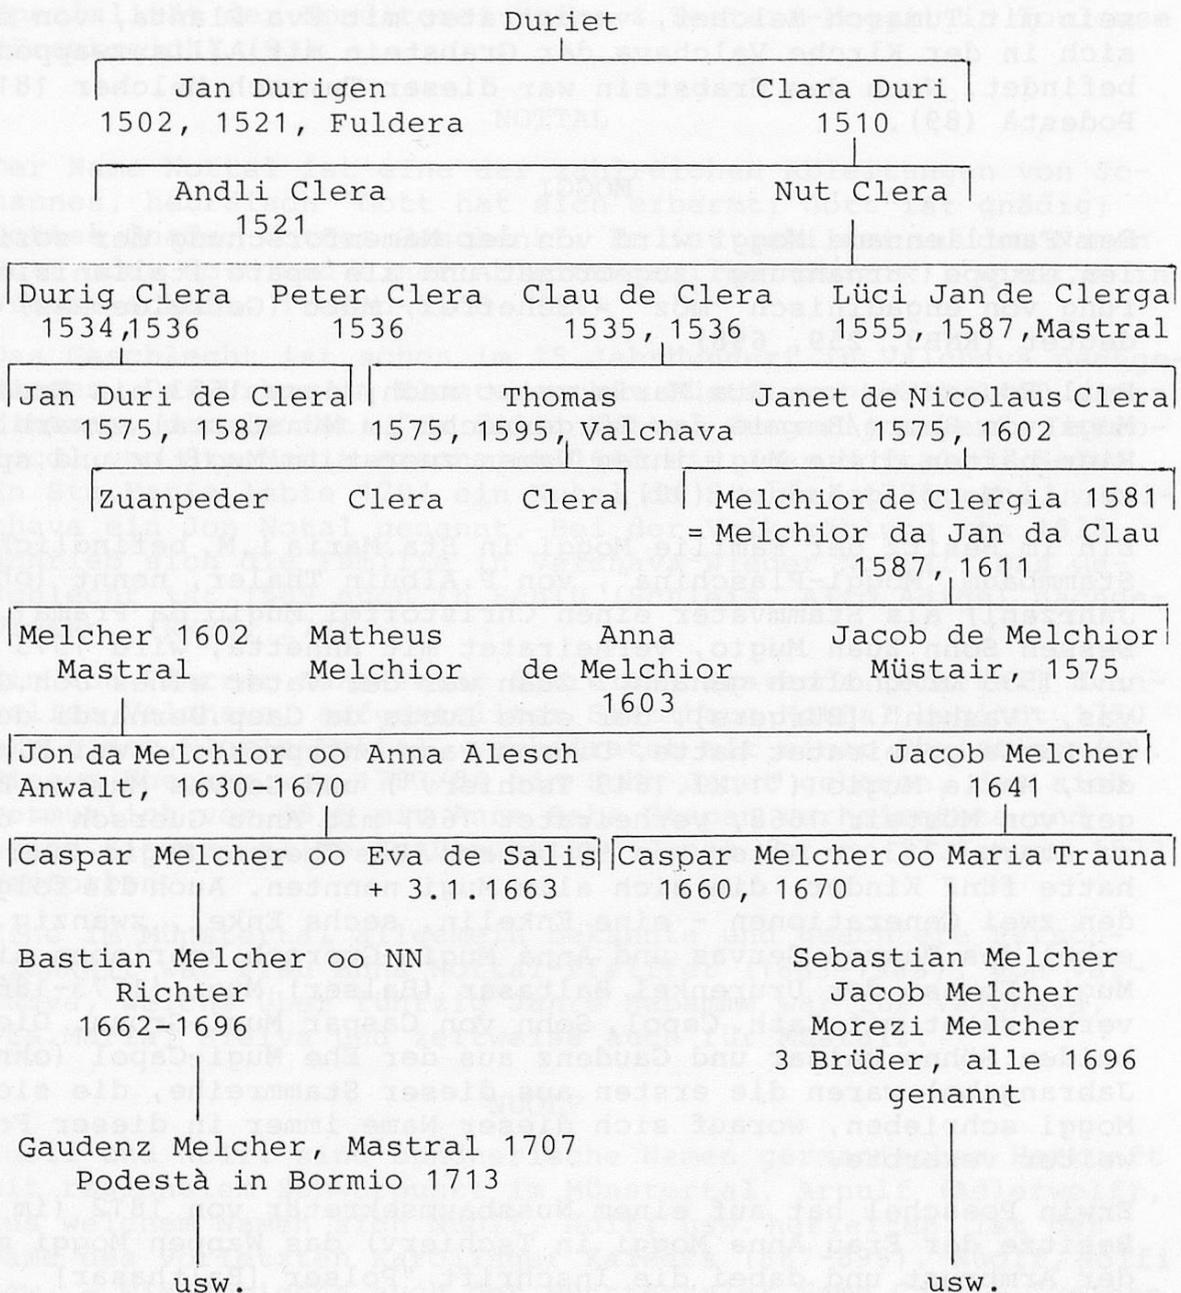 Duriet
Jan Durigen Clara Duri
1502, 1521, Fuldera 1510
Andli Clera Nut Clera
1521
Durig Clera Peter Clera Clau de Clera Lüci Jan de Clerga
1534,1536 1536 1535, 1536 1555, 1587, Mastral
Jan Duri de Clera Thomas Janet de Nicolaus Clera
1575, 1587 1575, 1595, Valchava 1575, 1602
Zuanpeder Clera Clera Melchior de Clergia 1581
= Melchior da Jan da Clau
1587, 1611
Melcher 1602 Matheus Anna Jacob de Melchior
Mastral Melchior de Melchior Müstair, 1575
1603
Jon da Melchior oo Anna Alesch Jacob Melcher
Anwalt, 1630-1671 1641
Caspar Melcher oo Eva de Salis Caspar Melcher oo Maria Trauna
+ 3.1.1663 1660, 1670
Bastian Melcher oo NN Sebastiān Melcher
Richter Jacob Melcher
1662-1696 Morezi Melcher
3 Brüder, alle 1696
genannt
Gaudenz Melcher, Mastral 1707
Podestà in Bormio 1713
usw. usw.